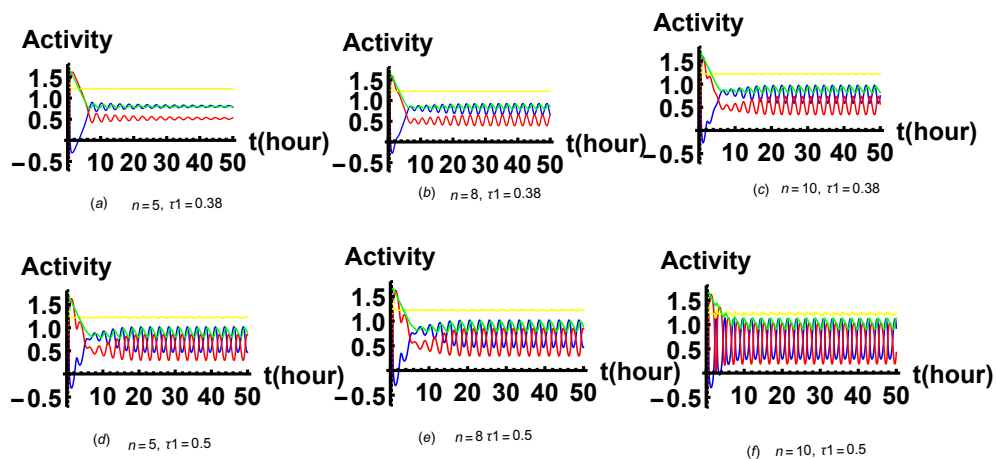 Activity
1.5
1.0
0.5
−0.5
10 20 30 40 50
t(hour)
(a) n=5, τ1=0.38
Activity
1.5
1.0
0.5
−0.5
10 20 30 40 50
t(hour)
(b) n=8, τ1=0.38
Activity
1.5
1.0
0.5
−0.5
10 20 30 40 50
t(hour)
(c) n=10, τ1=0.38
Activity
1.5
1.0
0.5
−0.5
10 20 30 40 50
t(hour)
(d) n=5, τ1=0.5
Activity
1.5
1.0
0.5
−0.5
10 20 30 40 50
t(hour)
(e) n=8 τ1=0.5
Activity
1.5
1.0
0.5
−0.5
10 20 30 40 50
t(hour)
(f) n=10, τ1=0.5